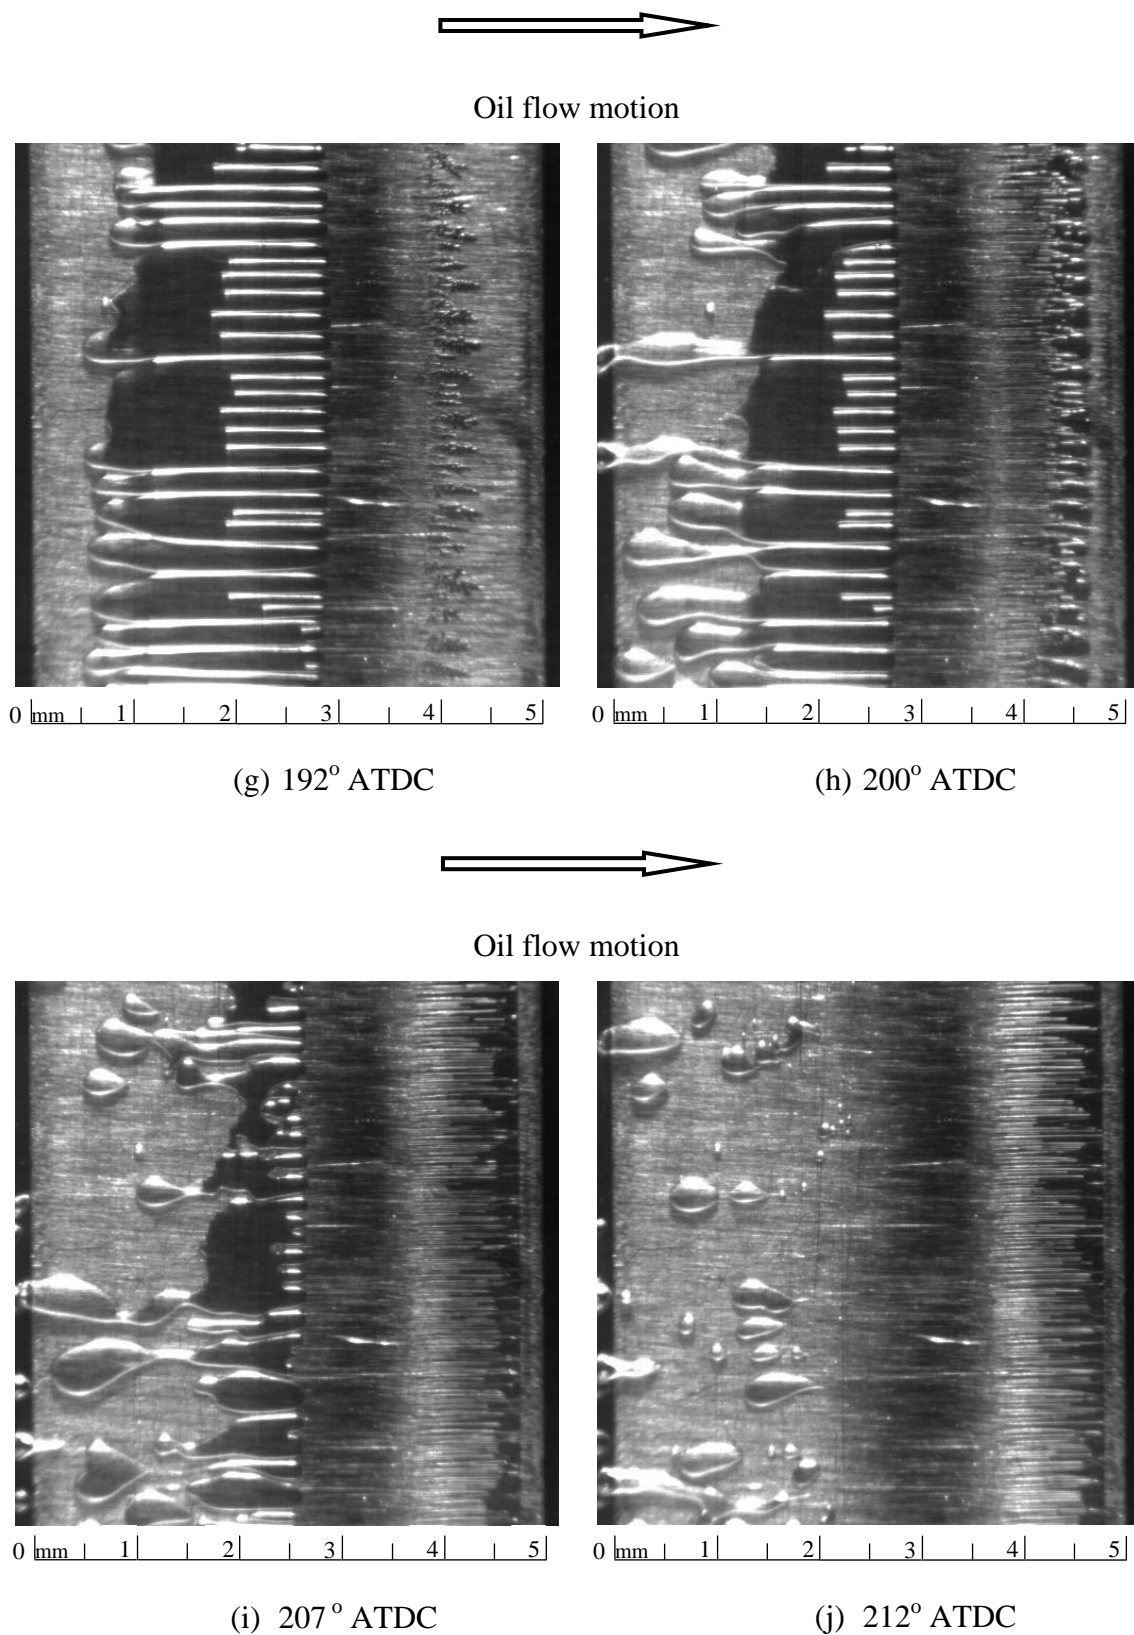 Oil flow motion
0 mm 1 2 3 4 5 0 mm 1 2 3 4 5
(g) 192° ATDC (h) 200° ATDC
Oil flow motion
0 mm 1 2 3 4 5 0 mm 1 2 3 4 5
(i) 207° ATDC (j) 212° ATDC